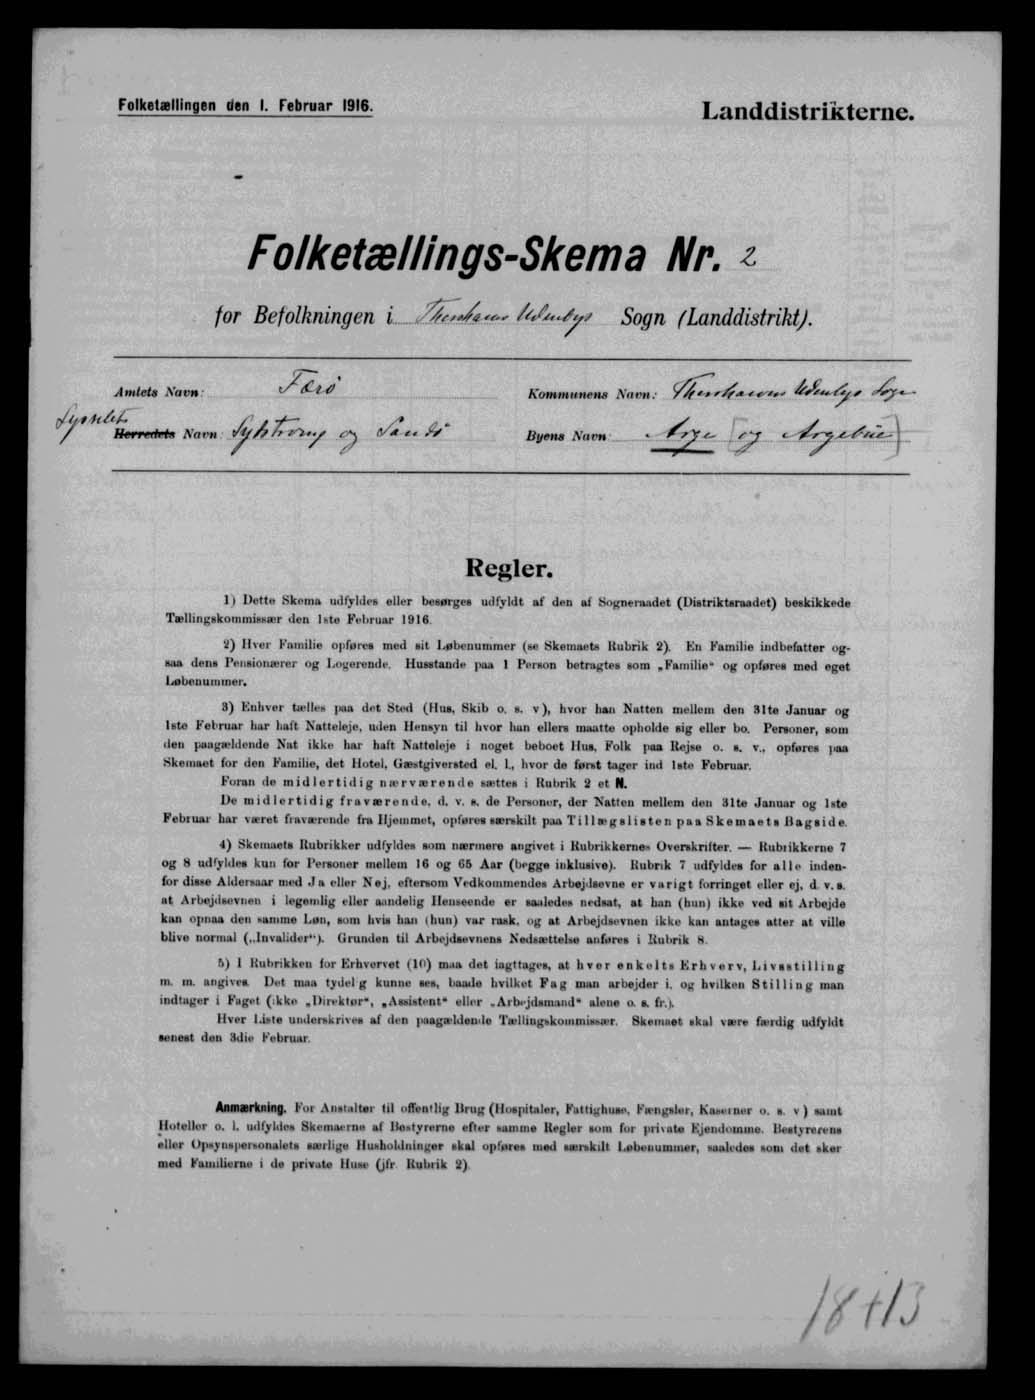 Folketællingen den 1. Februar 1916.
Landdistrikterne.
Folketællings-Skema Nr. 2
for Befolkningen i Thorshavns Udenbys Sogn (Landdistrikt).
Amtets Navn: Færø
Kommunens Navn: Thorshavns Udenbys Sogn
Sysselets
Herredets Navn: Sydstrømø og Sandø
Byens Navn: Arge [og Argebøe]
Regler.
1) Dette Skema udfyldes eller besørges udfyldt af den af Sogneraadet (Distriktsraadet) beskikkede
Tællingskommissær den 1ste Februar 1916.
2) Hver Familie opføres med sit Løbenummer (se Skemaets Rubrik 2). En Familie indbefatter og-
saa dens Pensionærer og Logerende. Husstande paa 1 Person betragtes som „Familie“ og opføres med eget
Løbenummer.
3) Enhver tælles paa det Sted (Hus, Skib o. s. v), hvor han Natten mellem den 31te Januar og
1ste Februar har haft Natteleje, uden Hensyn til hvor han ellers maatte opholde sig eller bo. Personer, som
den paagældende Nat ikke har haft Natteleje i noget beboet Hus, Folk paa Rejse o. s. v., opføres paa
Skemaet for den Familie, det Hotel, Gæstgiversted el. l., hvor de først tager ind 1ste Februar.
Foran de midlertidig nærværende sættes i Rubrik 2 et N.
De midlertidig fraværende, d. v. s. de Personer, der Natten mellem den 31te Januar og 1ste
Februar har været fraværende fra Hjemmet, opføres særskilt paa Tillægslisten paa Skemaets Bagside.
4) Skemaets Rubrikker udfyldes som nærmere angivet i Rubrikkernes Overskrifter. — Rubrikkerne 7
og 8 udfyldes kun for Personer mellem 16 og 65 Aar (begge inklusive). Rubrik 7 udfyldes for alle inden-
for disse Aldersaar med Ja eller Nej, eftersom Vedkommendes Arbejdsevne er varigt forringet eller ej, d. v. s.
at Arbejdsevnen i legemlig eller aandelig Henseende er saaledes nedsat, at han (hun) ikke ved sit Arbejde
kan opnaa den samme Løn, som hvis han (hun) var rask, og at Arbejdsevnen ikke kan antages atter at ville
blive normal („Invalider“). Grunden til Arbejdsevnens Nedsættelse anføres i Rubrik 8.
5) I Rubrikken for Erhvervet (10) maa det iagttages, at hver enkelts Erhverv, Livsstilling
m. m. angives. Det maa tydelig kunne ses, baade hvilket Fag man arbejder i, og hvilken Stilling man
indtager i Faget (ikke „Direktør“, „Assistent“ eller „Arbejdsmand“ alene o. s. fr.).
Hver Liste underskrives af den paagældende Tællingskommissær. Skemaet skal være færdig udfyldt
senest den 3die Februar.
Anmærkning. For Anstalter til offentlig Brug (Hospitaler, Fattighuse, Fængsler, Kaserner o. s. v) samt
Hoteller o. l. udfyldes Skemaerne af Bestyrerne efter samme Regler som for private Ejendomme. Bestyrerens
eller Opsynspersonalets særlige Husholdninger skal opføres med særskilt Løbenummer, saaledes som det sker
med Familierne i de private Huse (jfr. Rubrik 2).
18+13